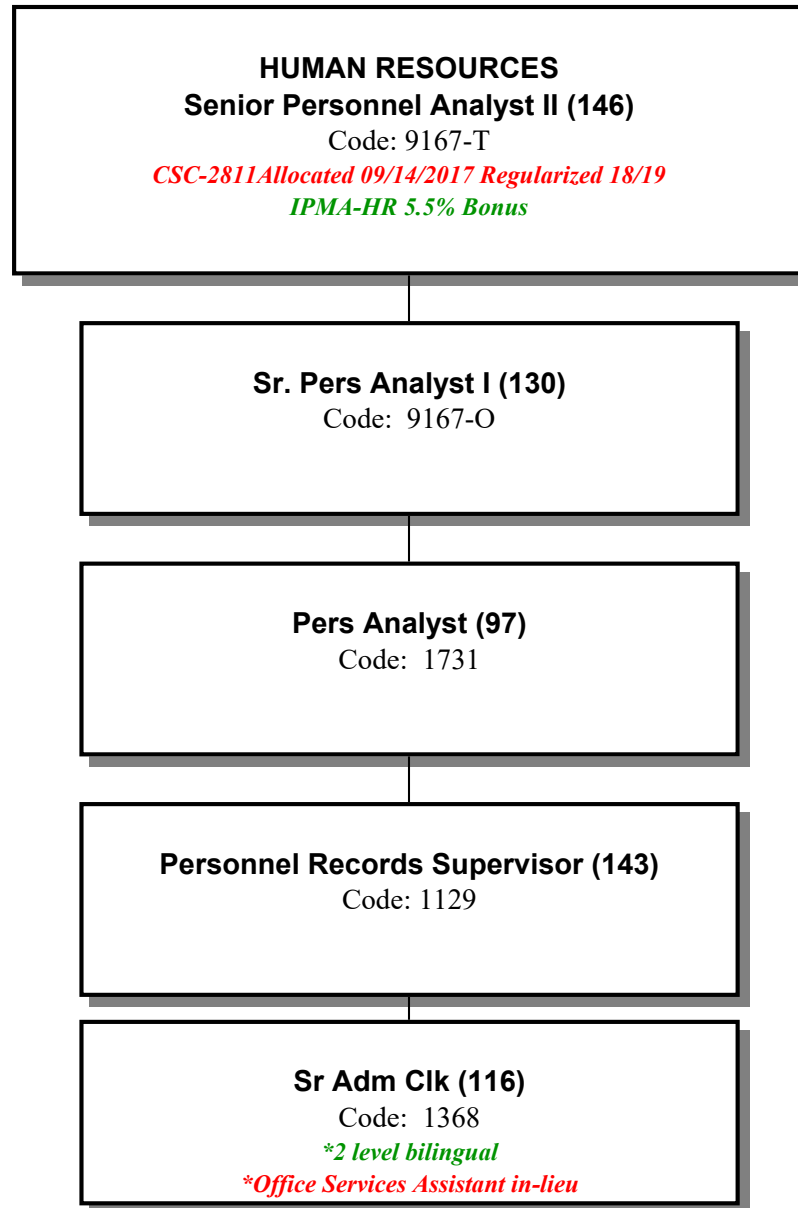 HUMAN RESOURCES
Senior Personnel Analyst II (146)
Code: 9167-T
CSC-2811Allocated 09/14/2017 Regularized 18/19
IPMA-HR 5.5% Bonus
Sr. Pers Analyst I (130)
Code:  9167-O
Pers Analyst (97)
Code:  1731
Personnel Records Supervisor (143)
Code: 1129
Sr Adm Clk (116)
Code:  1368
*2 level bilingual
*Office Services Assistant in-lieu